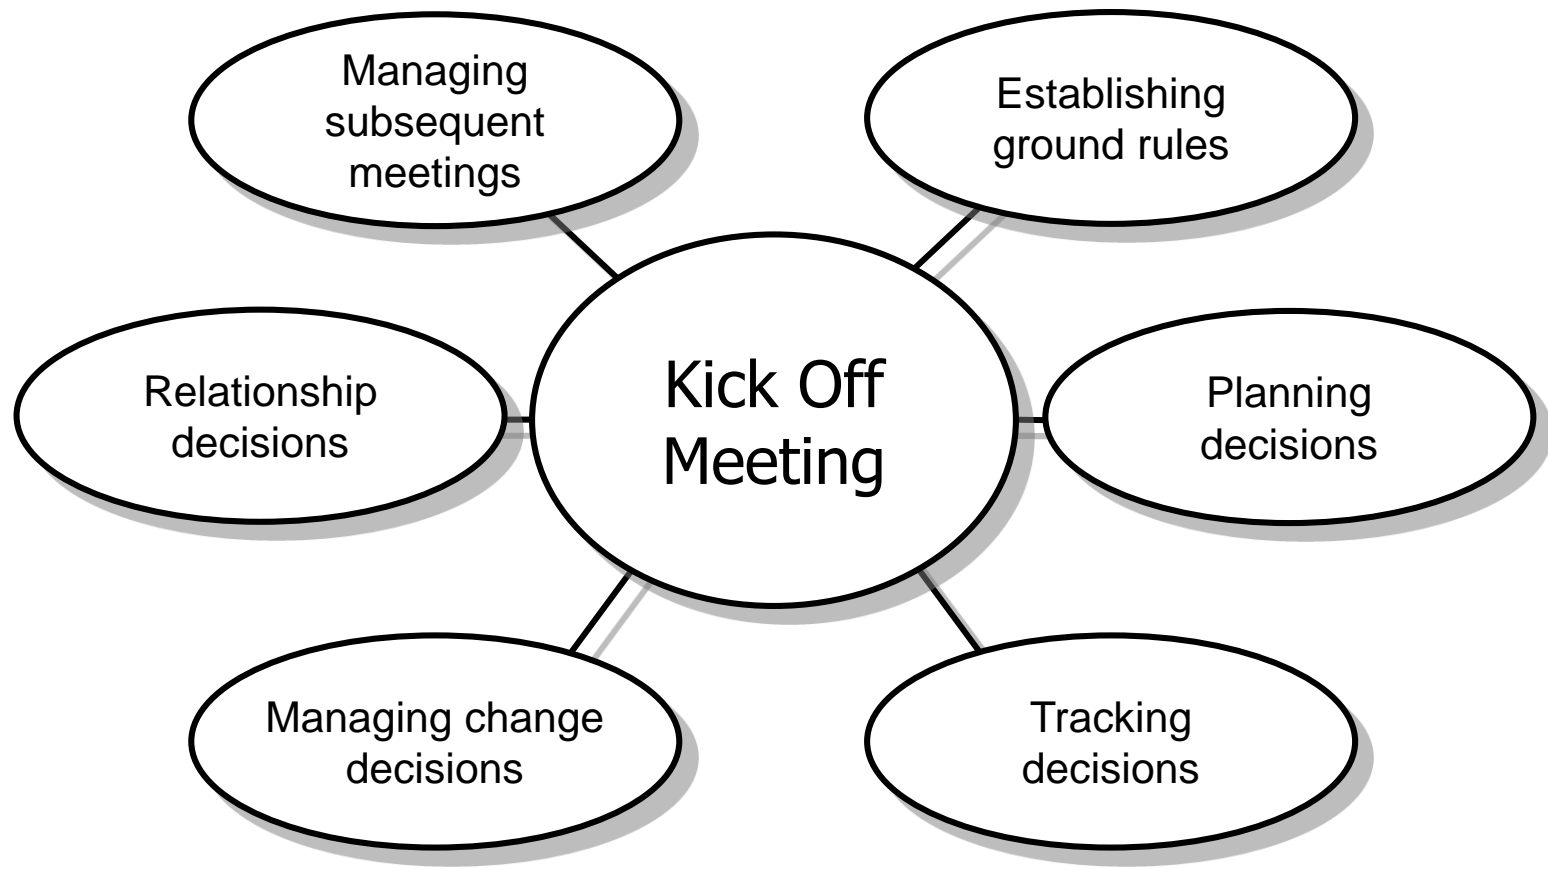 Managing
subsequent
meetings
Establishing
ground rules
Relationship
decisions
Kick Off
Meeting
Planning
decisions
Managing change
decisions
Tracking
decisions